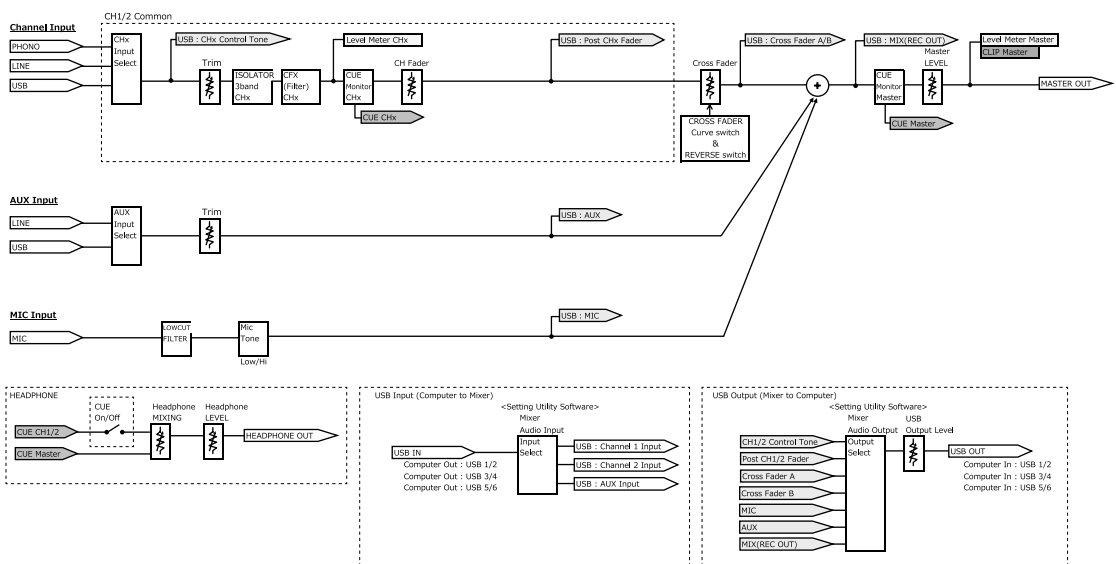 CH1/2 Common
Channel Input
PHONO
LINE
USB
CHx
Input
Select
USB : CHx Control Tone
Trim
ISOLATOR
3band
CHx
CFX
(Filter)
CHx
Level Meter CHx
CUE
Monitor
CHx
CUE CHx
CH Fader
USB : Post CHx Fader
Cross Fader
CROSS FADER
Curve switch
&
REVERSE switch
USB : Cross Fader A/B
+
USB : MIX(REC OUT)
CUE
Monitor
Master
CUE Master
Master
LEVEL
Level Meter Master
CLIP Master
MASTER OUT
AUX Input
LINE
USB
AUX
Input
Select
Trim
USB : AUX
MIC Input
MIC
LOWCUT
FILTER
Mic
Tone
Low/Hi
USB : MIC
HEADPHONE
CUE
On/Off
CUE CH1/2
CUE Master
Headphone
MIXING
Headphone
LEVEL
HEADPHONE OUT
USB Input (Computer to Mixer)
<Setting Utility Software>
Mixer
Audio Input
Input
Select
USB IN
Computer Out : USB 1/2
Computer Out : USB 3/4
Computer Out : USB 5/6
USB : Channel 1 Input
USB : Channel 2 Input
USB : AUX Input
USB Output (Mixer to Computer)
<Setting Utility Software>
Mixer
Audio Output
Output
Select
USB
Output Level
CH1/2 Control Tone
Post CH1/2 Fader
Cross Fader A
Cross Fader B
MIC
AUX
MIX(REC OUT)
USB OUT
Computer In : USB 1/2
Computer In : USB 3/4
Computer In : USB 5/6